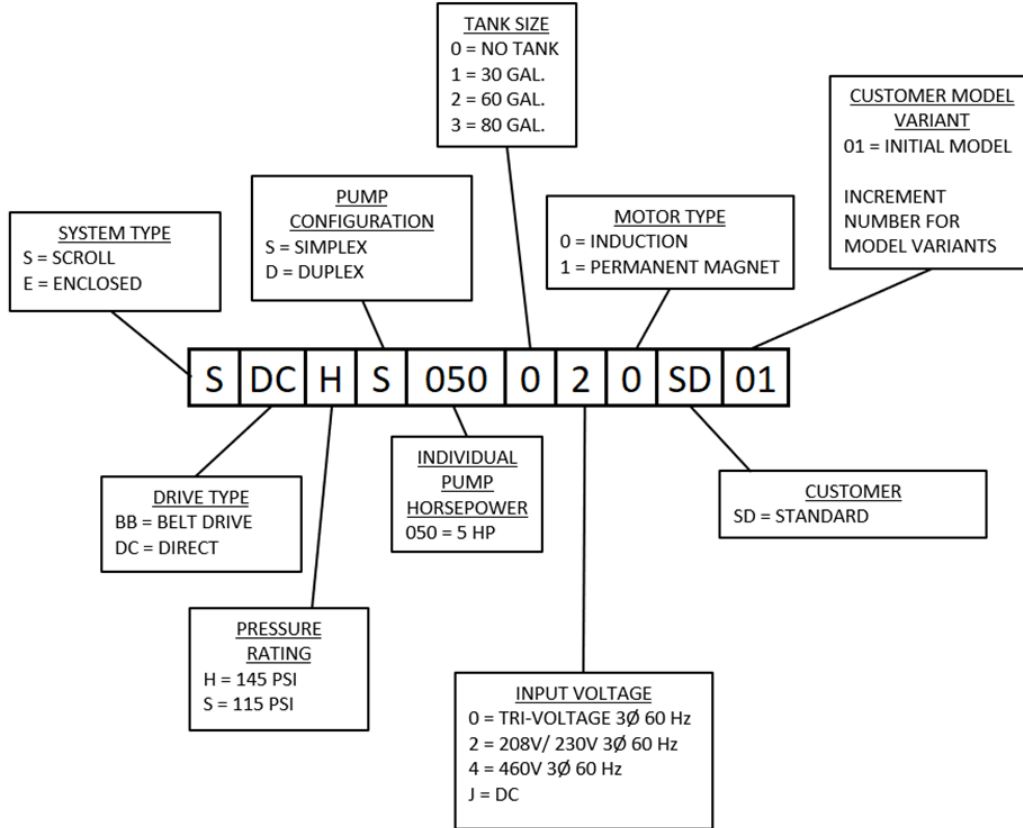 TANK SIZE
0 = NO TANK
1 = 30 GAL.
2 = 60 GAL.
3 = 80 GAL.
CUSTOMER MODEL
VARIANT
01 = INITIAL MODEL
INCREMENT
NUMBER FOR
MODEL VARIANTS
PUMP
CONFIGURATION
S = SIMPLEX
D = DUPLEX
MOTOR TYPE
0 = INDUCTION
1 = PERMANENT MAGNET
SYSTEM TYPE
S = SCROLL
E = ENCLOSED
S DC H S 050 0 2 0 SD 01
DRIVE TYPE
BB = BELT DRIVE
DC = DIRECT
INDIVIDUAL
PUMP
HORSEPOWER
050 = 5 HP
CUSTOMER
SD = STANDARD
PRESSURE
RATING
H = 145 PSI
S = 115 PSI
INPUT VOLTAGE
0 = TRI-VOLTAGE 3Ø 60 Hz
2 = 208V/ 230V 3Ø 60 Hz
4 = 460V 3Ø 60 Hz
J = DC